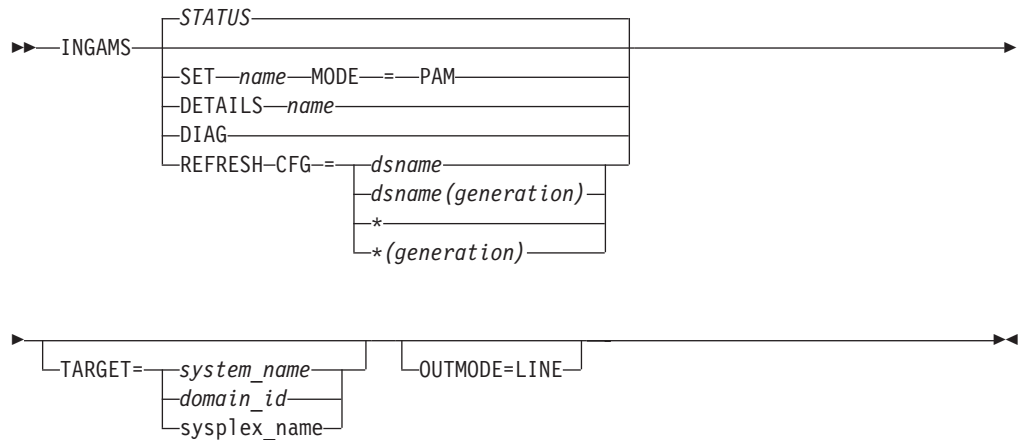 STATUS
INGAMS
SET name MODE = PAM
DETAILS name
DIAG
REFRESH CFG = dsname
dsname(generation)
*
*(generation)
TARGET= system_name OUTMODE=LINE
domain_id
sysplex_name